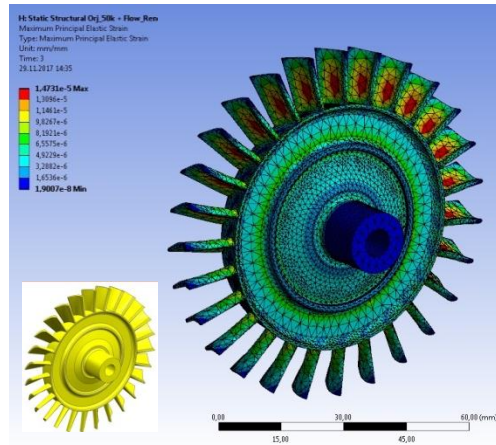 H: Static Structural Orj_50k + Flow_Ren
Maximum Principal Elastic Strain
Type: Maximum Principal Elastic Strain
Unit: mm/mm
Time: 3
29.11.2017 14:35
1,4731e-5 Max
1,3096e-5
1,1461e-5
9,8267e-6
8,1921e-6
6,5575e-6
4,9229e-6
3,2882e-6
1,6536e-6
1,9007e-8 Min
0,00 30,00 60,00 (mm)
15,00 45,00